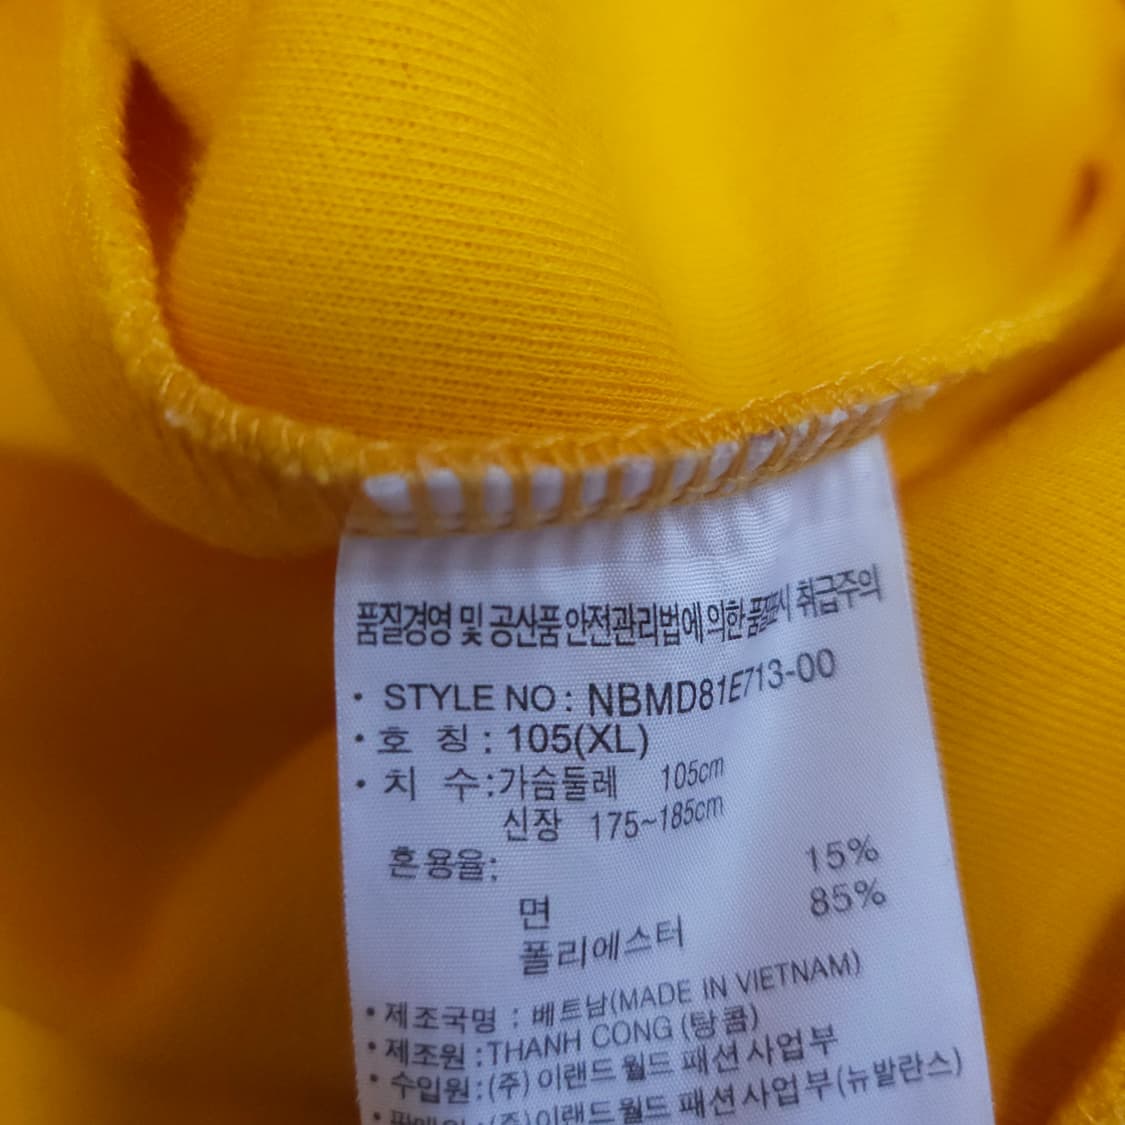 품질경영 및 공산품 안전관리법에 의한 품질표시 취급주의
• STYLE NO : NBMD81E713-00
• 호 칭 : 105(XL)
• 치 수 : 가슴둘레 105cm
신장 175~185cm
혼용율:
면 15%
폴리에스터 85%
• 제조국명 : 베트남(MADE IN VIETNAM)
• 제조원 : THANH CONG (탕콤)
• 수입원 : (주) 이랜드 월드 패션 사업부
• 판매원 : (주)이랜드월드 패션사업부(뉴발란스)